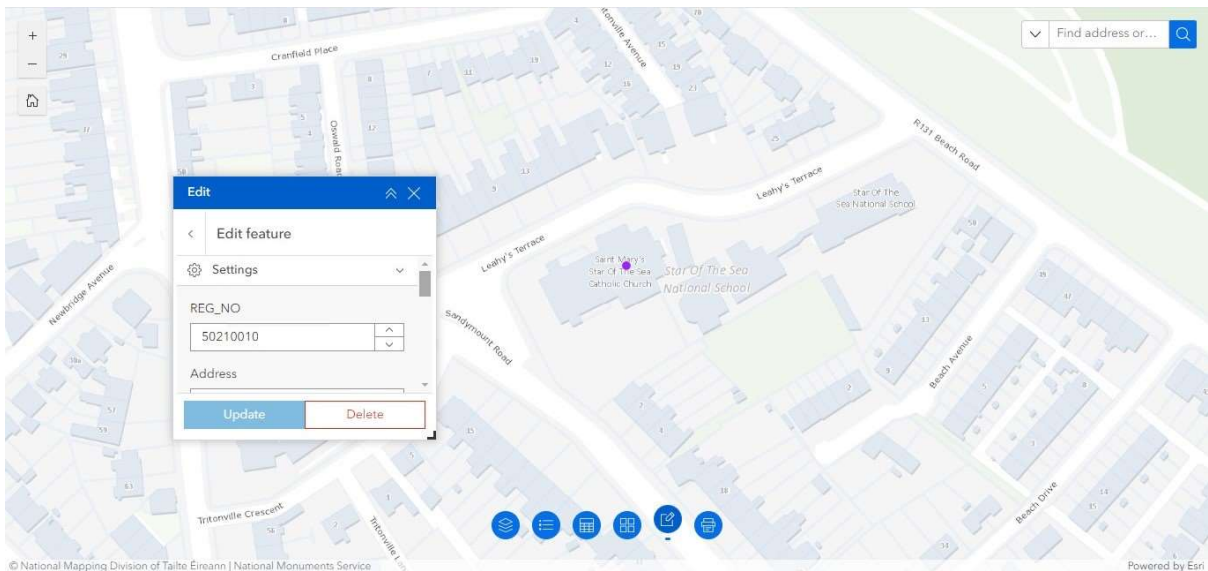 +
−
Find address or...
Cranfield Place
Tritonville Avenue
Oswald Road
R131 Beach Road
Leahy's Terrace
Star Of The
Sea National School
Leahy's Terrace
Saint Mary's
Star Of The Sea
Catholic Church
Star Of The Sea
National School
Newbridge Avenue
Sandymount Road
Beach Avenue
Beach Drive
Tritonville Crescent
Edit
Edit feature
Settings
REG_NO
50210010
Address
Update
Delete
© National Mapping Division of Tailte Éireann | National Monuments Service
Powered by Esri